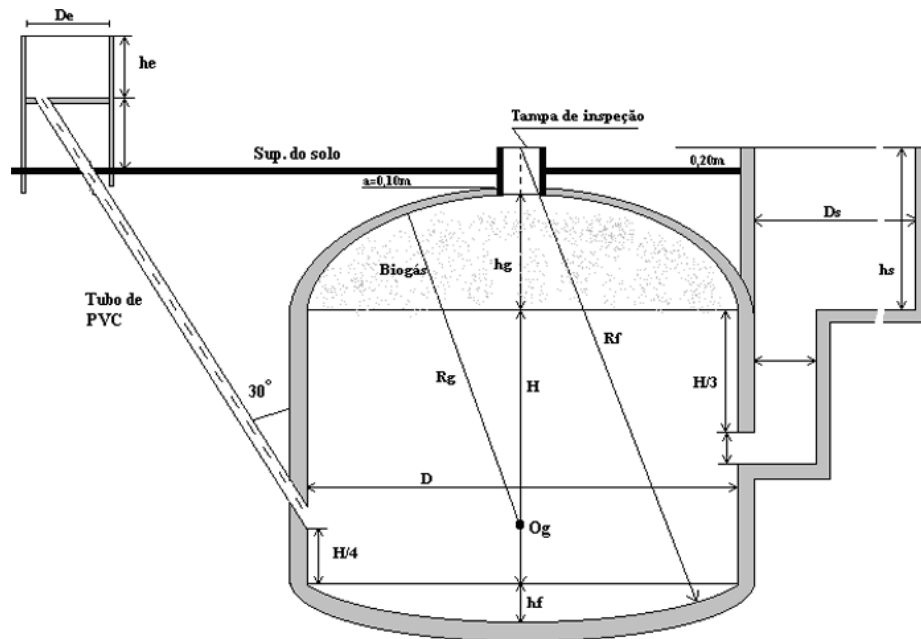 De
he
Tampa de inspeção
Sup. do solo
0,20m
a=0,10m
Ds
hs
hg
Biogás
Tubo de
PVC
Rf
Rg
H
H/3
30°
D
Og
H/4
hf